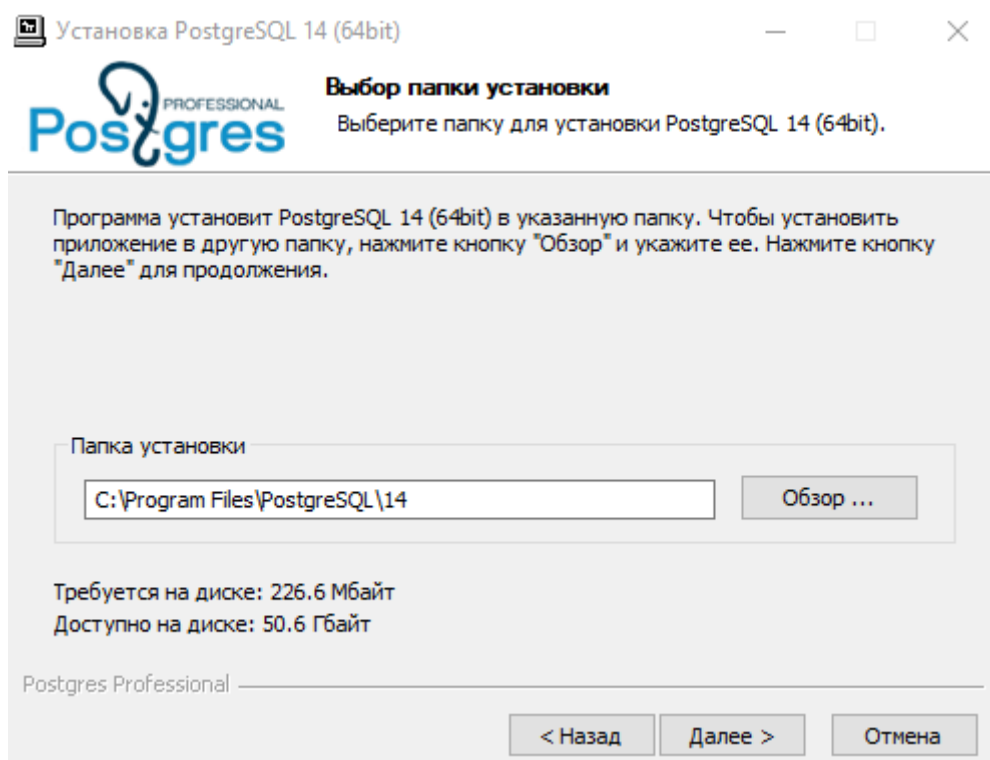 Установка PostgreSQL 14 (64bit)
Postgres
PROFESSIONAL
Выбор папки установки
Выберите папку для установки PostgreSQL 14 (64bit).
Программа установит PostgreSQL 14 (64bit) в указанную папку. Чтобы установить
приложение в другую папку, нажмите кнопку "Обзор" и укажите ее. Нажмите кнопку
"Далее" для продолжения.
Папка установки
C:\Program Files\PostgreSQL\14
Обзор ...
Требуется на диске: 226.6 Мбайт
Доступно на диске: 50.6 Гбайт
Postgres Professional
< Назад
Далее >
Отмена